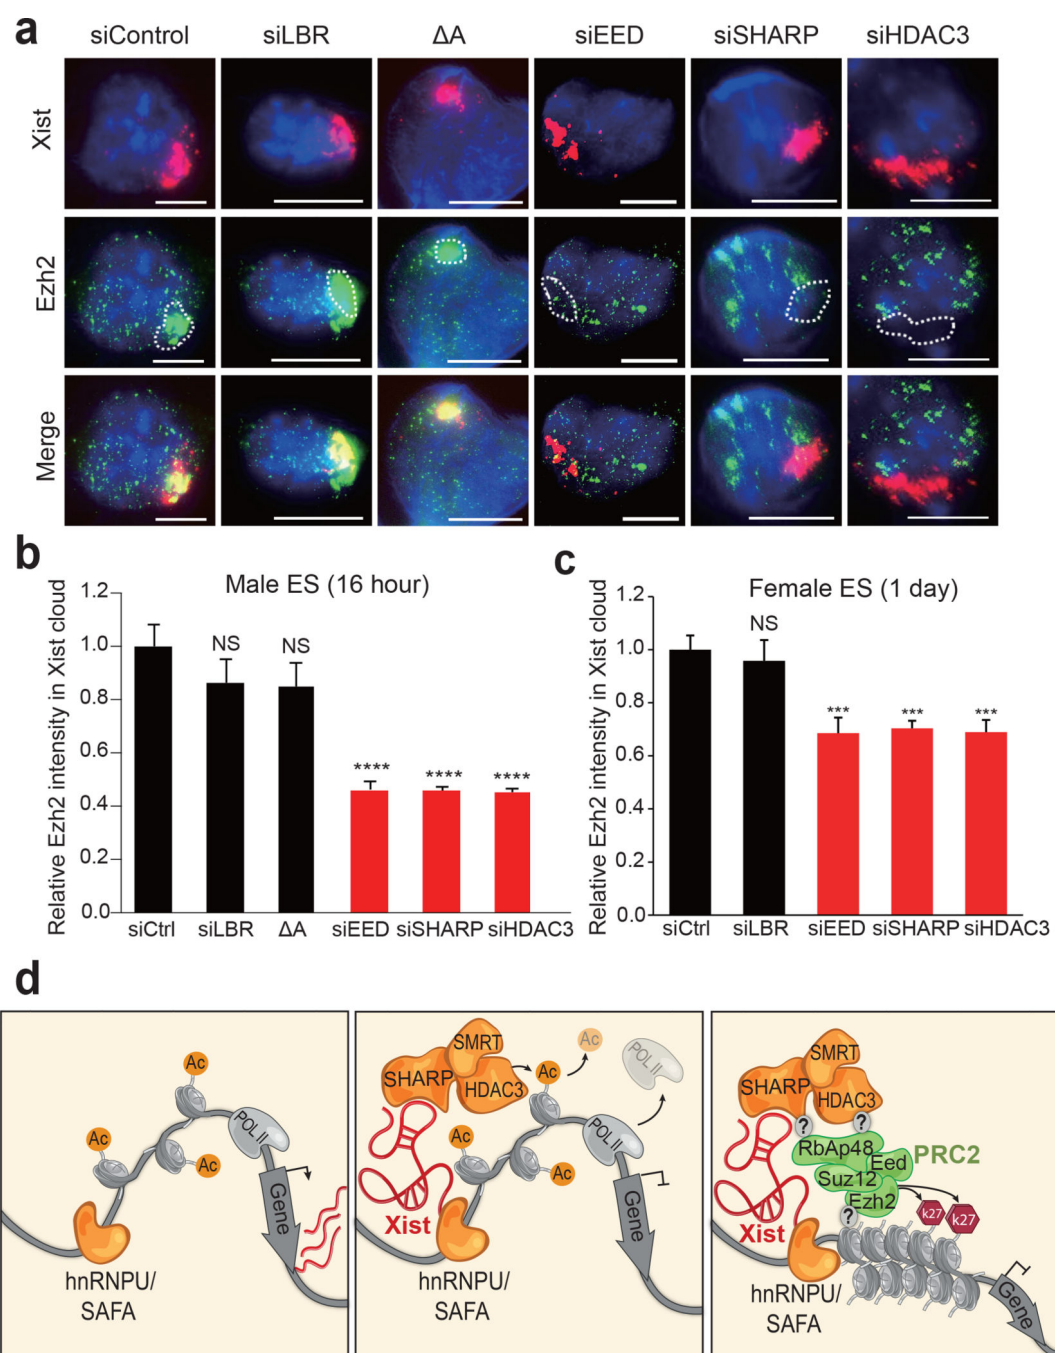 a
siControl siLBR ΔA siEED siSHARP siHDAC3
Xist
Ezh2
Merge
b
Male ES (16 hour)
Relative Ezh2 intensity in Xist cloud
1.2
1.0
0.8
0.6
0.4
0.2
0.0
NS NS
**** **** ****
siCtrl siLBR ΔA siEED siSHARP siHDAC3
c
Female ES (1 day)
Relative Ezh2 intensity in Xist cloud
1.2
1.0
0.8
0.6
0.4
0.2
0.0
NS
*** *** ***
siCtrl siLBR siEED siSHARP siHDAC3
d
Ac
Ac
Ac
POL II
Gene
hnRNPU/
SAFA
SMRT
SHARP
HDAC3
Ac
Ac
POL II
Ac
Ac
POL II
Gene
Xist
hnRNPU/
SAFA
SMRT
SHARP
HDAC3
? ?
RbAp48
PRC2
Eed
Suz12
Ezh2
?
k27
k27
Xist
hnRNPU/
SAFA
Gene